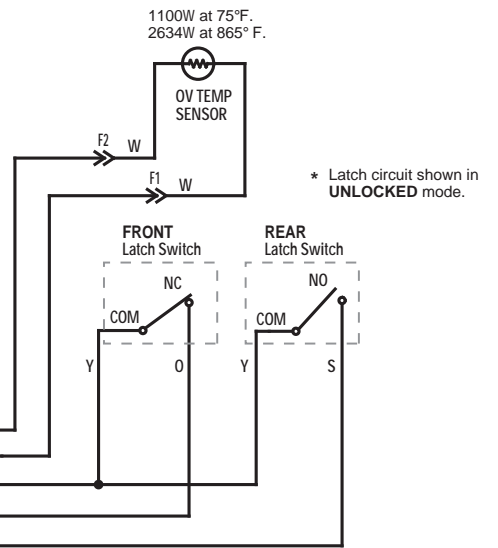 1100W at 75°F.
2634W at 865° F.
OV TEMP
SENSOR
F2
W
F1
W
* Latch circuit shown in
UNLOCKED mode.
FRONT
Latch Switch
REAR
Latch Switch
NC
NO
COM
COM
Y
O
Y
S